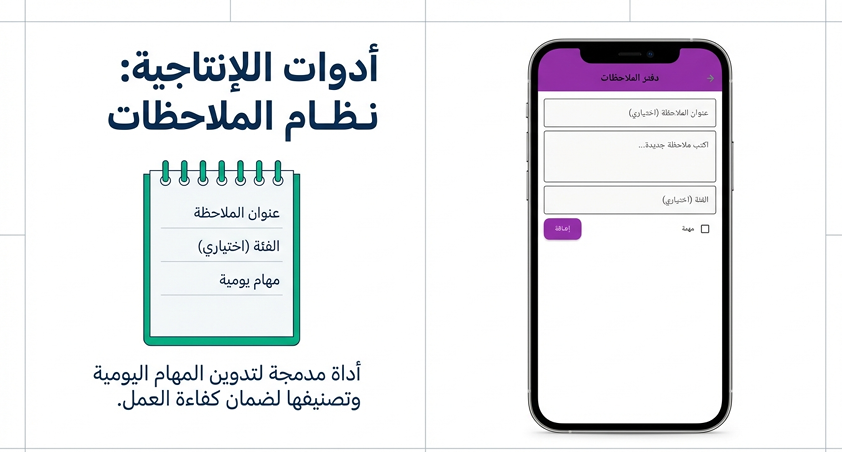 أدوات اللإنتاجية:
نظام الملاحظات
عنوان الملاحظة
الفئة (اختياري)
مهام يومية
أداة مدمجة لتدوين المهام اليومية
وتصنيفها لضمان كفاءة العمل.
دفتر الملاحظات
عنوان الملاحظة (اختياري)
اكتب ملاحظة جديدة...
الفئة (اختياري)
مهمة
إضافة